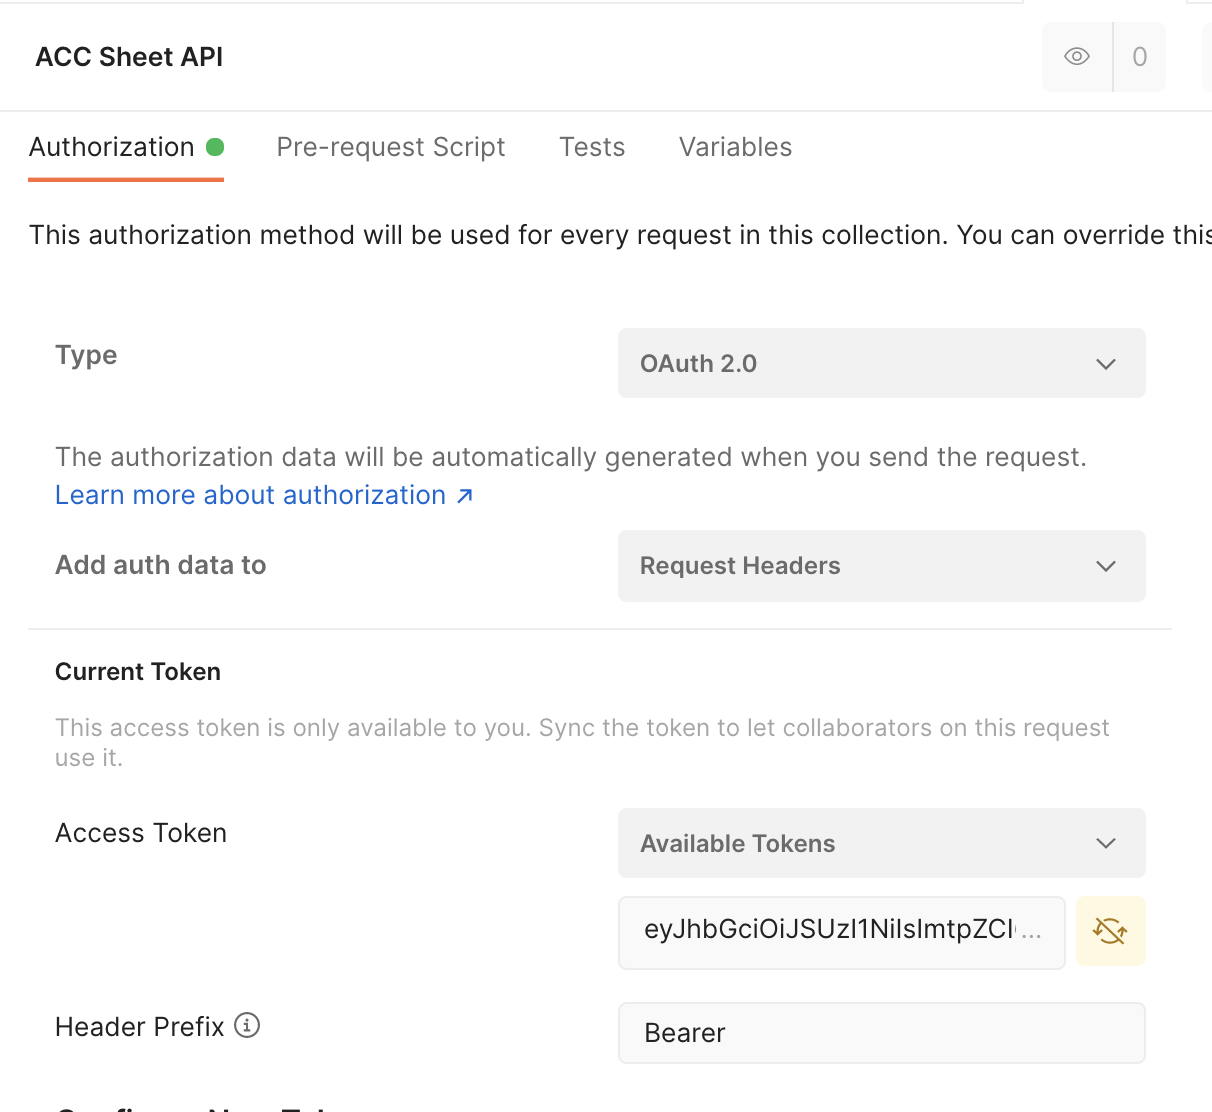 ACC Sheet API
0
Authorization
Pre-request Script
Tests
Variables
This authorization method will be used for every request in this collection. You can override this
Type
OAuth 2.0
The authorization data will be automatically generated when you send the request.
Learn more about authorization ↗
Add auth data to
Request Headers
Current Token
This access token is only available to you. Sync the token to let collaborators on this request
use it.
Access Token
Available Tokens
eyJhbGciOiJSUzI1NiIsImtpZCI...
Header Prefix
Bearer